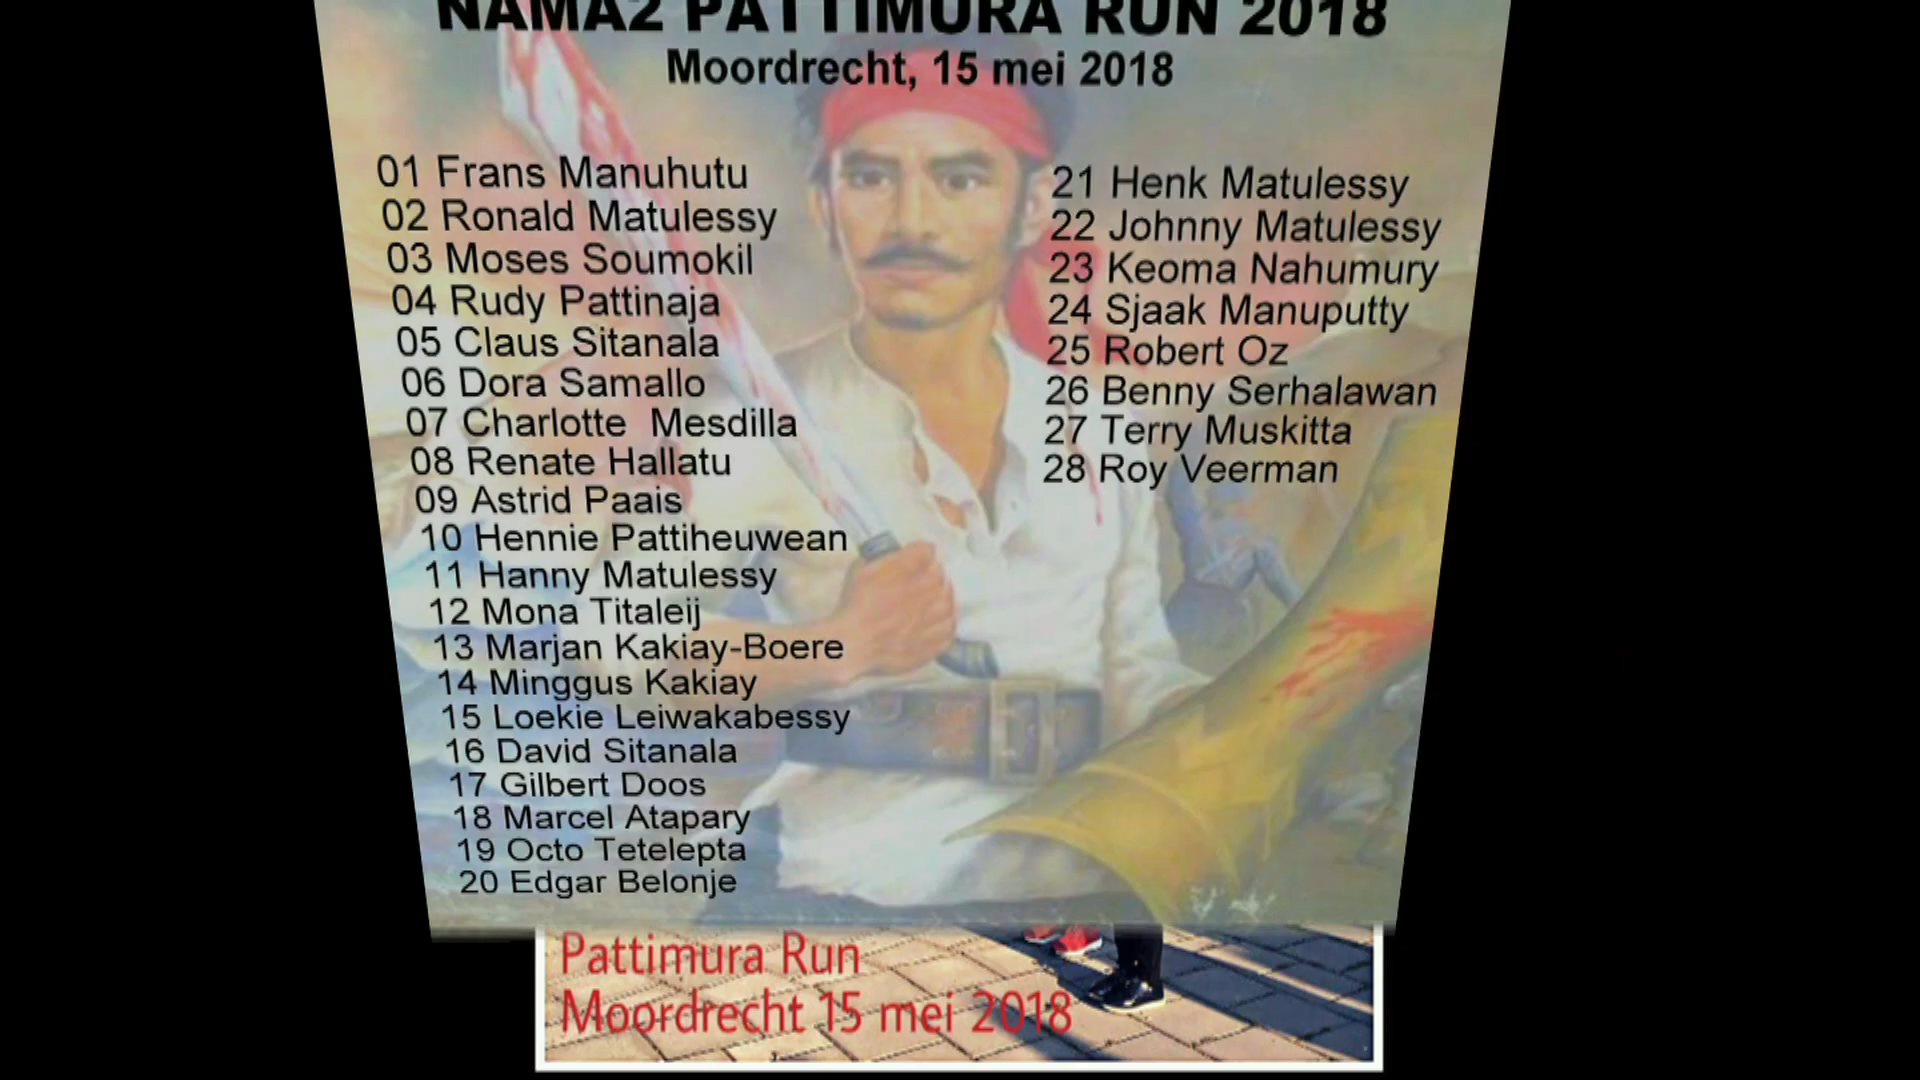 NAMA2 PATTIMURA RUN 2018
Moordrecht, 15 mei 2018
01 Frans Manuhutu
02 Ronald Matulessy
03 Moses Soumokil
04 Rudy Pattinaja
05 Claus Sitanala
06 Dora Samallo
07 Charlotte Mesdilla
08 Renate Hallatu
09 Astrid Paais
10 Hennie Pattiheuwean
11 Hanny Matulessy
12 Mona Titaleij
13 Marjan Kakiay-Boere
14 Minggus Kakiay
15 Loekie Leiwakabessy
16 David Sitanala
17 Gilbert Doos
18 Marcel Atapary
19 Octo Tetelepta
20 Edgar Belonje
21 Henk Matulessy
22 Johnny Matulessy
23 Keoma Nahumury
24 Sjaak Manuputty
25 Robert Oz
26 Benny Serhalawan
27 Terry Muskitta
28 Roy Veerman
Pattimura Run
Moordrecht 15 mei 2018